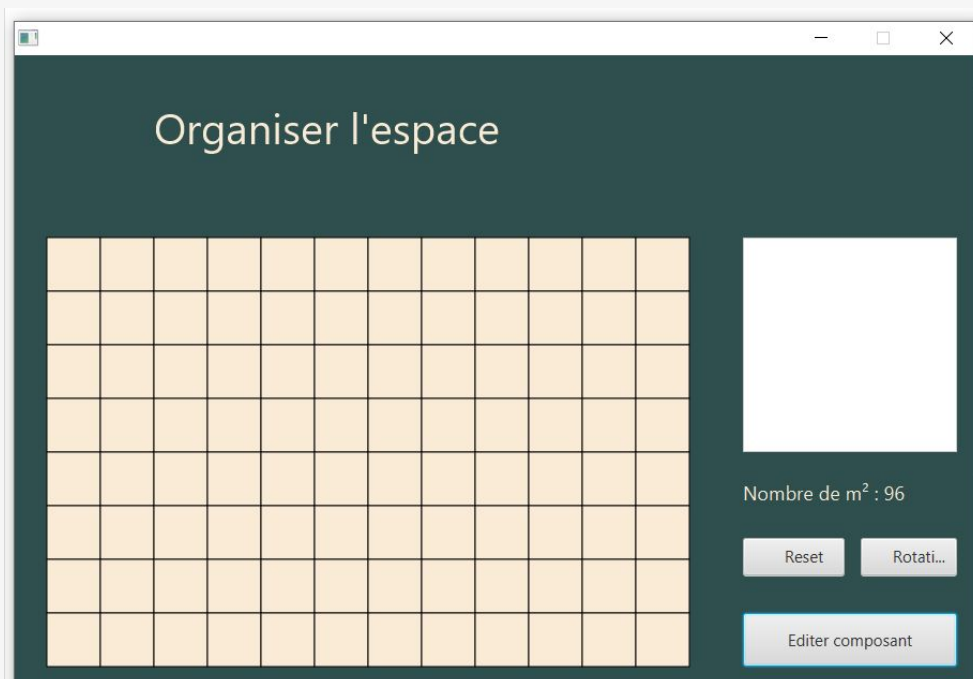 Organiser l'espace
Nombre de m² : 96
Reset
Rotati...
Editer composant